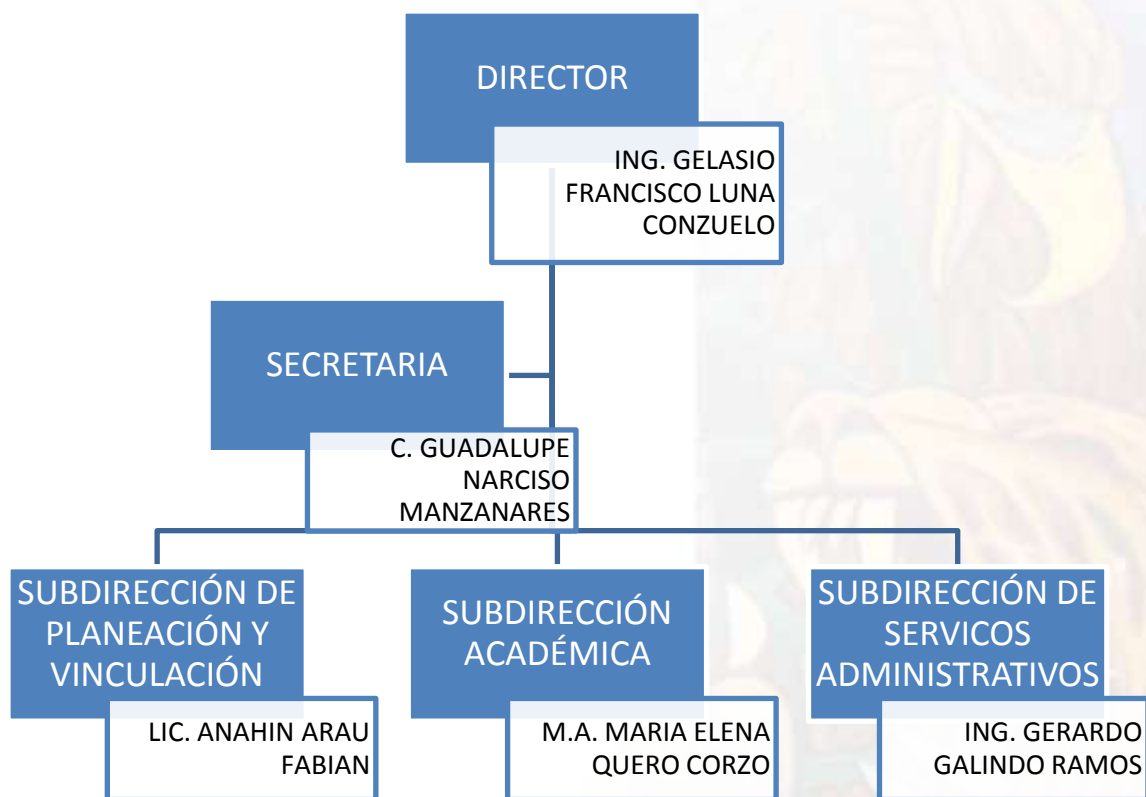 DIRECTOR
ING. GELASIO
FRANCISCO LUNA
CONZUELO
SECRETARIA
C. GUADALUPE
NARCISO
MANZANARES
SUBDIRECCIÓN DE
PLANEACIÓN Y
VINCULACIÓN
LIC. ANAHIN ARAU
FABIAN
SUBDIRECCIÓN
ACADÉMICA
M.A. MARIA ELENA
QUERO CORZO
SUBDIRECCIÓN DE
SERVICOS
ADMINISTRATIVOS
ING. GERARDO
GALINDO RAMOS